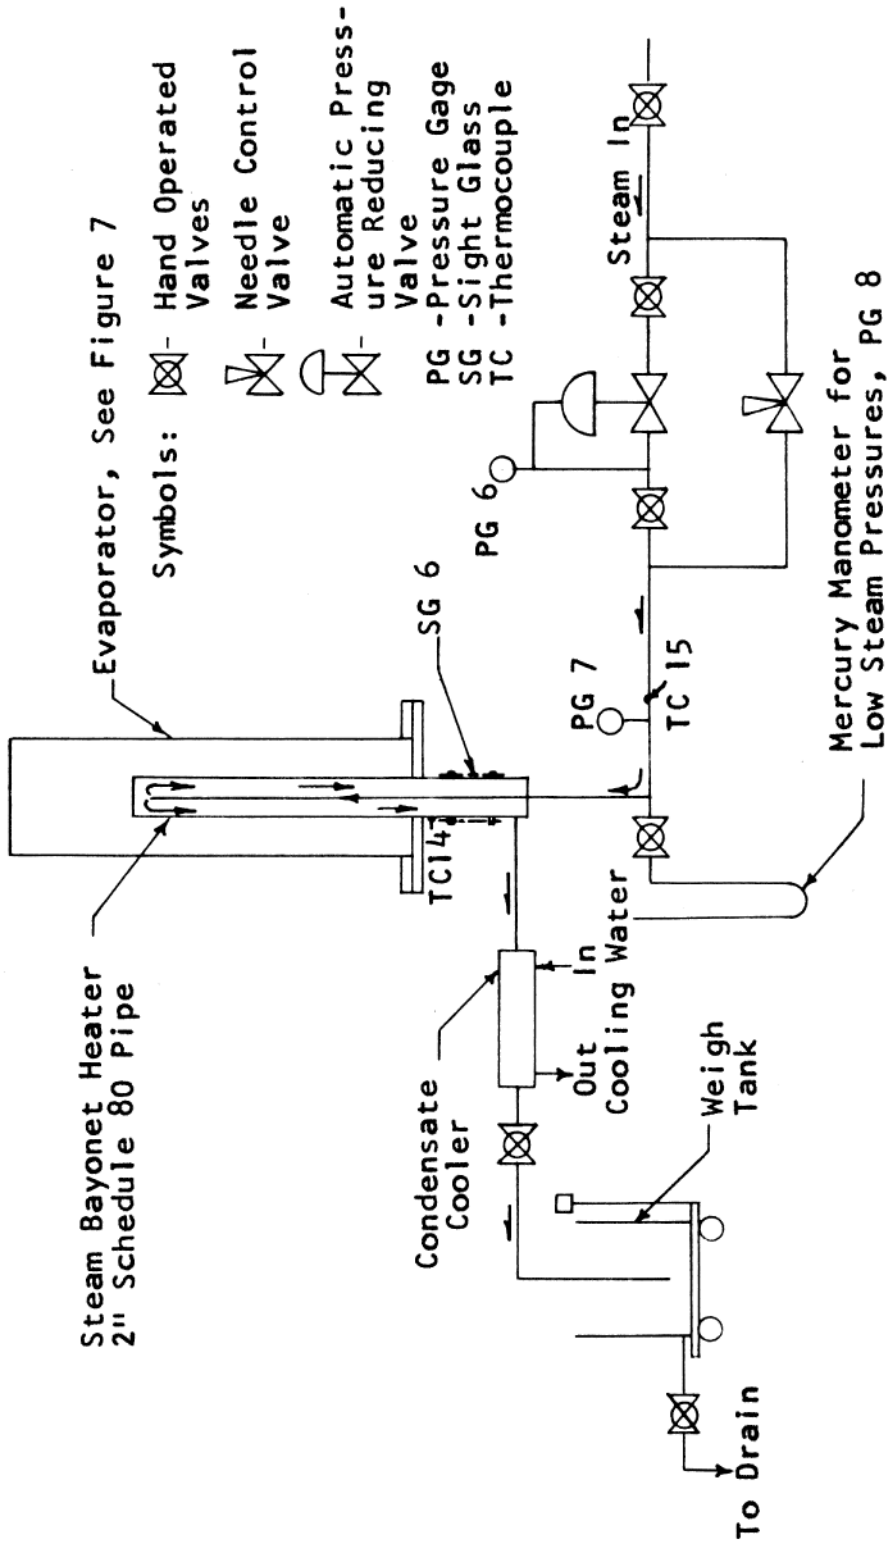 Steam Bayonet Heater
2" Schedule 80 Pipe
Evaporator, See Figure 7
Symbols:
- Hand Operated
Valves
- Needle Control
Valve
- Automatic Press-
ure Reducing
Valve
PG -Pressure Gage
SG -Sight Glass
TC -Thermocouple
SG 6
TC14
PG 6
PG 7
TC 15
Steam In
Condensate
Cooler
In
Out
Cooling Water
Weigh
Tank
To Drain
Mercury Manometer for
Low Steam Pressures, PG 8